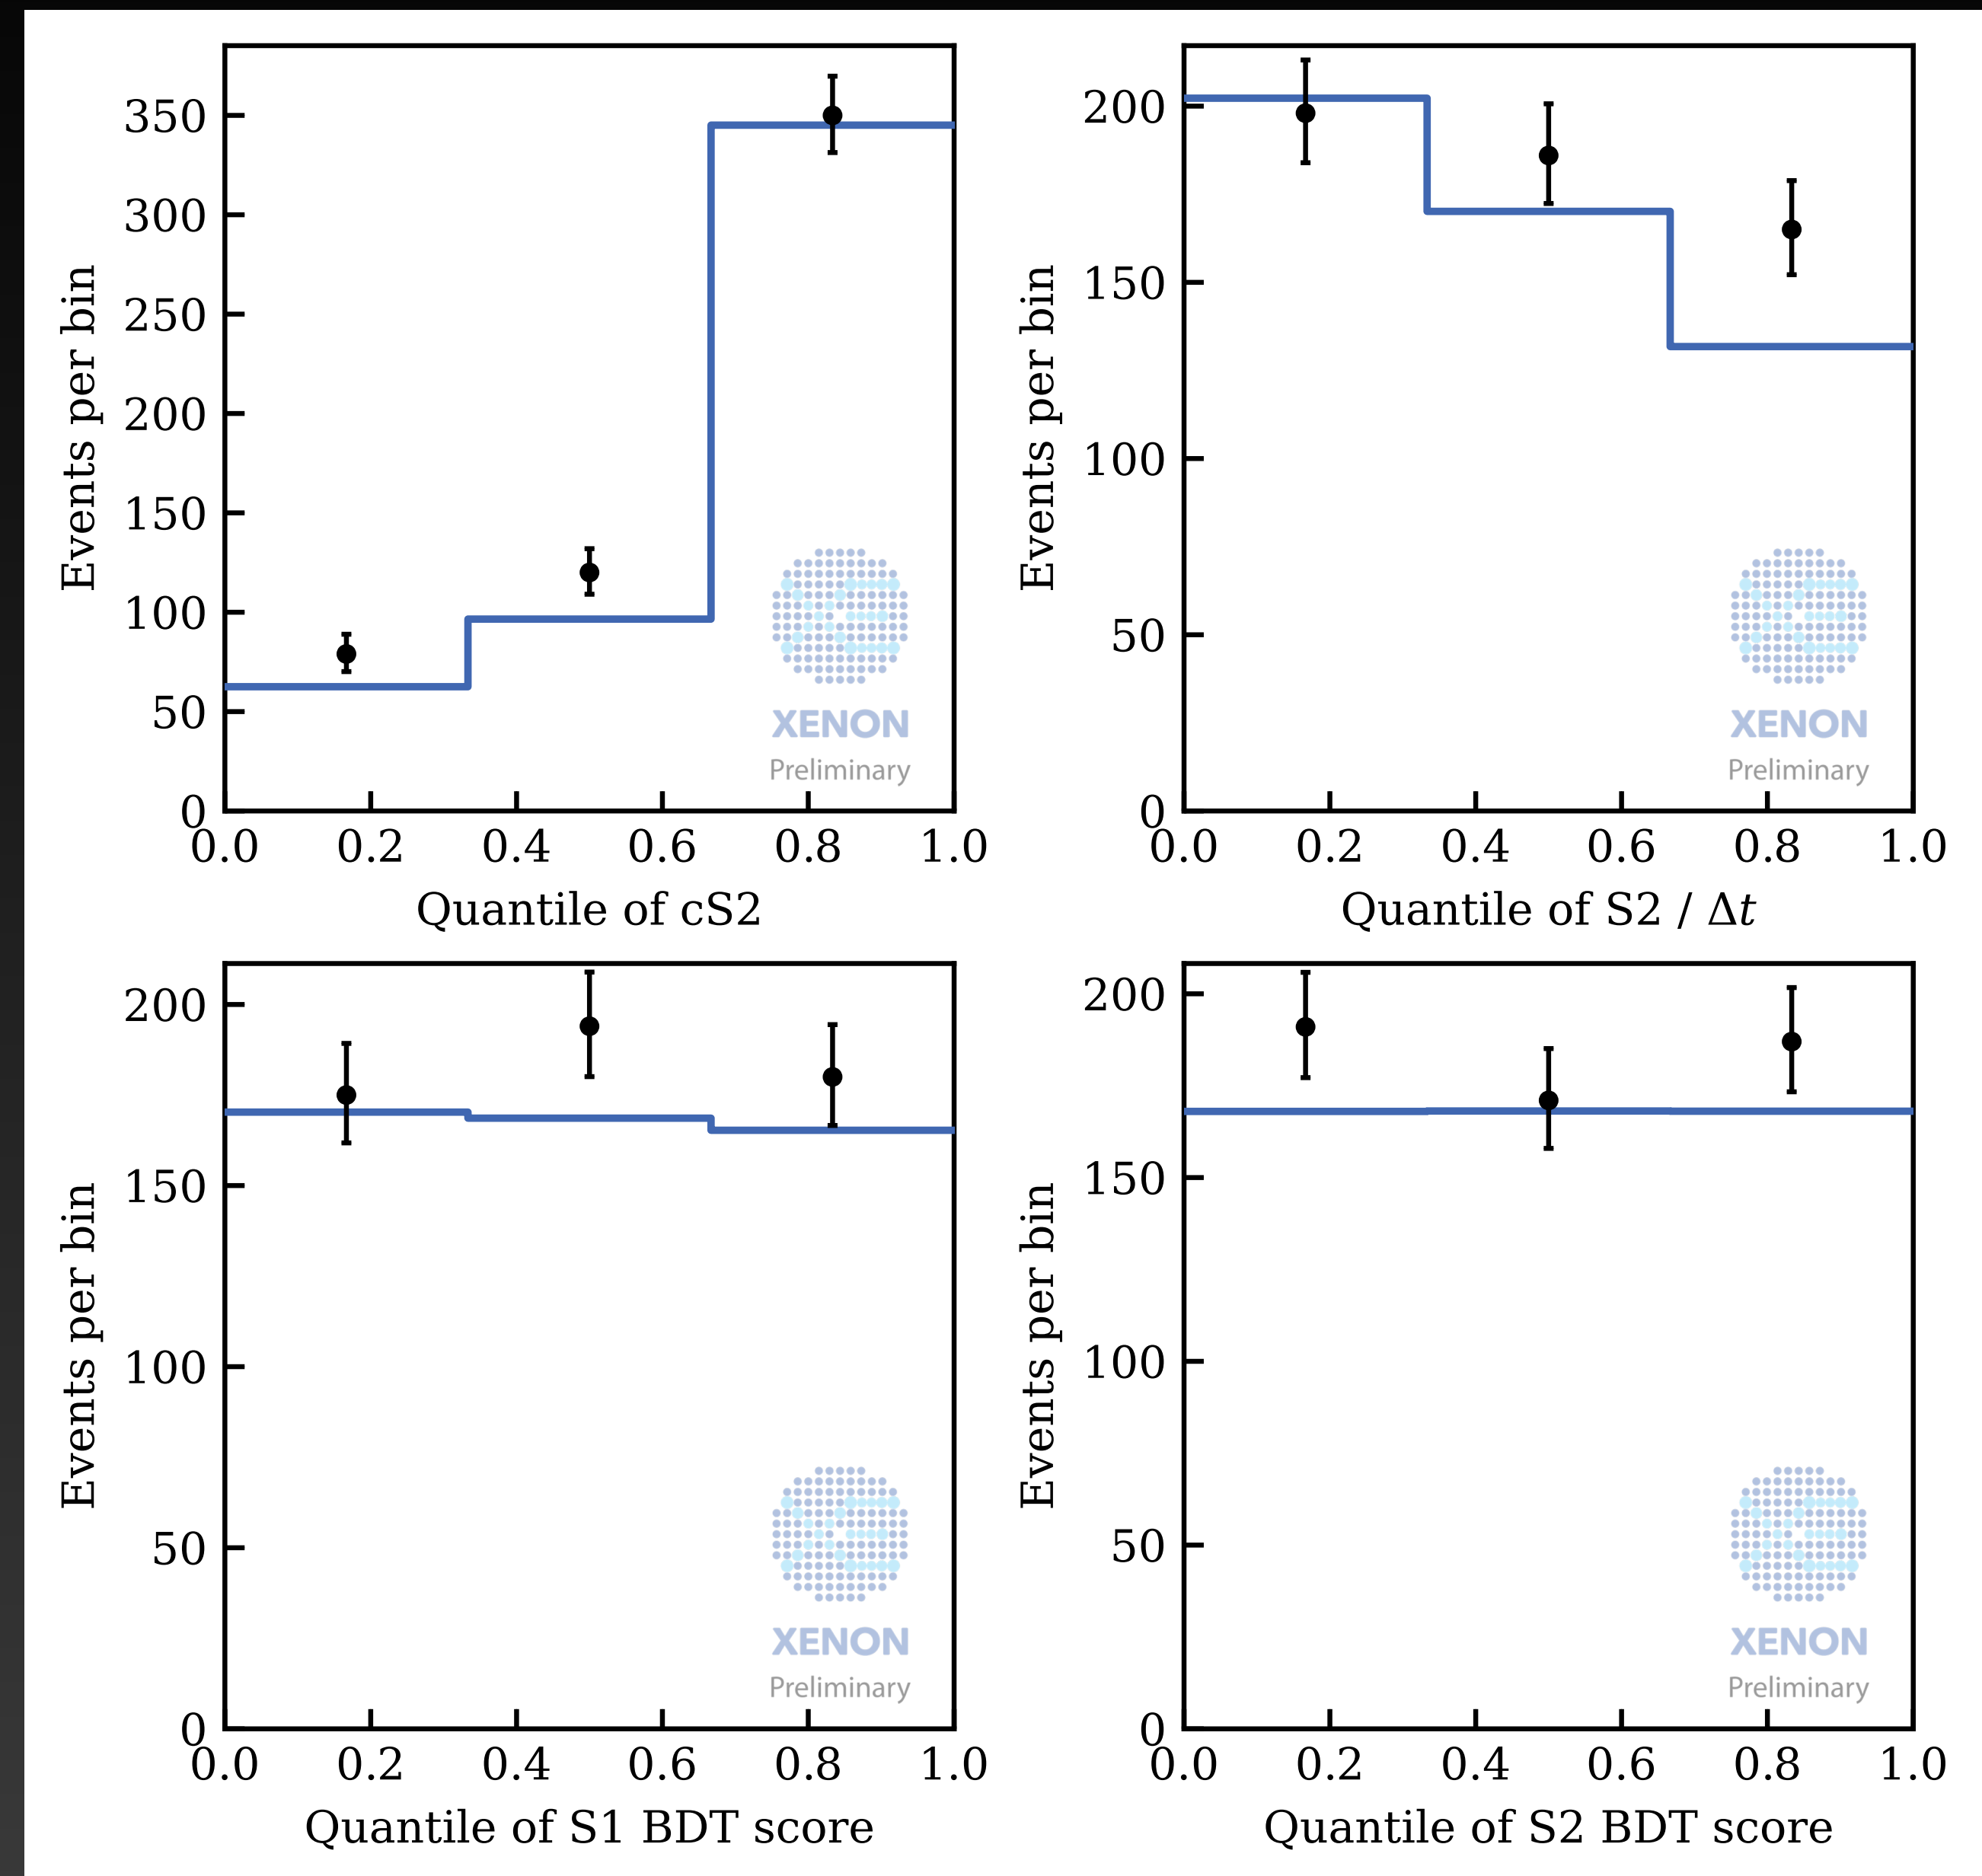 Events per bin
350
300
250
200
150
100
50
0
0.0 0.2 0.4 0.6 0.8 1.0
Quantile of cS2
XENON
Preliminary
Events per bin
200
150
100
50
0
0.0 0.2 0.4 0.6 0.8 1.0
Quantile of S2 / Δt
XENON
Preliminary
Events per bin
200
150
100
50
0
0.0 0.2 0.4 0.6 0.8 1.0
Quantile of S1 BDT score
XENON
Preliminary
Events per bin
200
150
100
50
0
0.0 0.2 0.4 0.6 0.8 1.0
Quantile of S2 BDT score
XENON
Preliminary